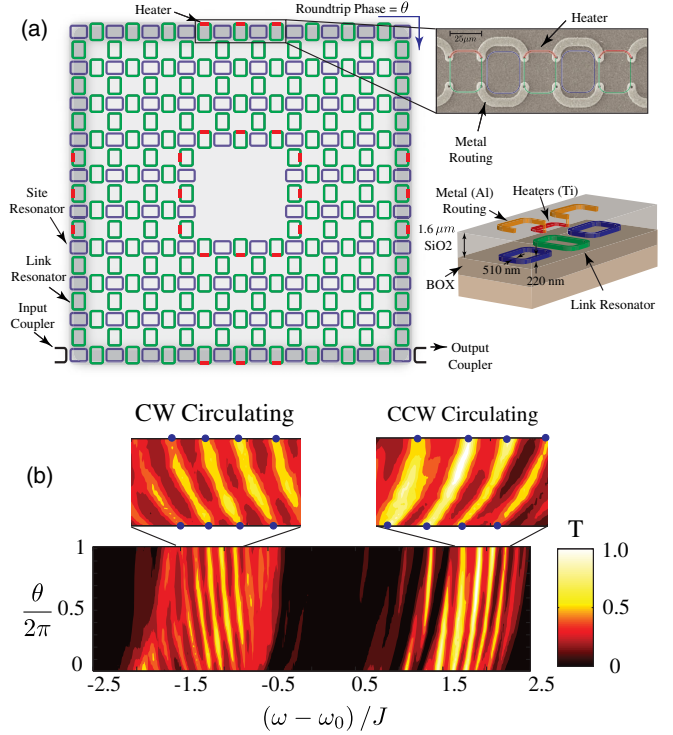 (a)
Heater
Roundtrip Phase = θ
25μm
Heater
Metal
Routing
Metal (Al)
Routing
Heaters (Ti)
1.6 μm
SiO2
BOX
510 nm
220 nm
Link Resonator
Site
Resonator
Link
Resonator
Input
Coupler
Output
Coupler
CW Circulating
CCW Circulating
(b)
T
1.0
0.5
0
θ
2π
1
0.5
0
-2.5
-1.5
-0.5
0.5
1.5
2.5
(ω − ω₀) /J